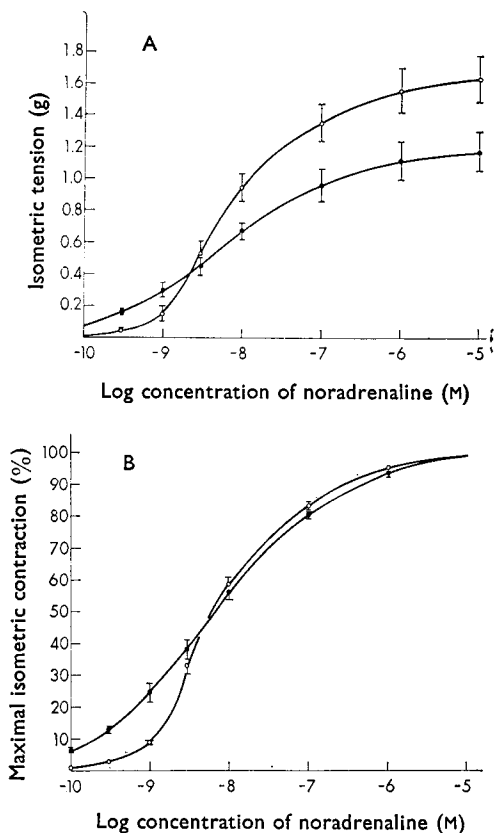 A
Isometric tension (g)
1.8
1.6
1.4
1.2
1.0
0.8
0.6
0.4
0.2
-10 -9 -8 -7 -6 -5
Log concentration of noradrenaline (M)
B
Maximal isometric contraction (%)
100
90
80
70
60
50
40
30
20
10
-10 -9 -8 -7 -6 -5
Log concentration of noradrenaline (M)